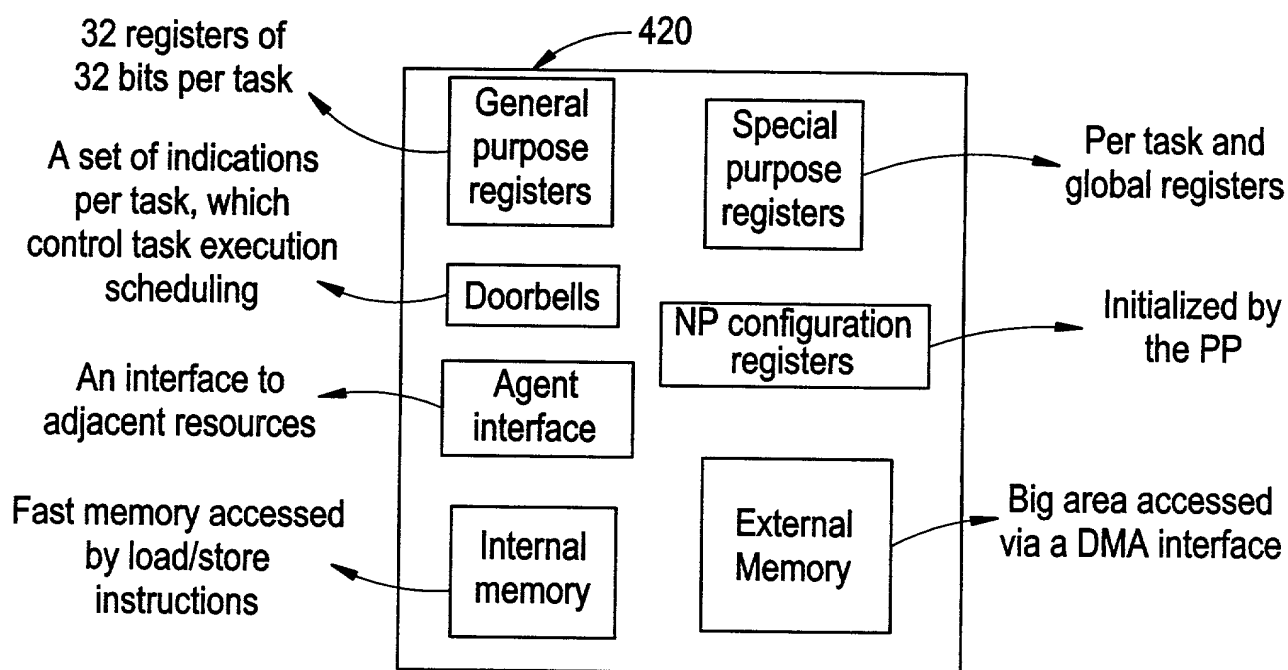 32 registers of
32 bits per task
420
General
purpose
registers
Special
purpose
registers
Per task and
global registers
A set of indications
per task, which
control task execution
scheduling
Doorbells
NP configuration
registers
Initialized by
the PP
An interface to
adjacent resources
Agent
interface
Fast memory accessed
by load/store
instructions
Internal
memory
External
Memory
Big area accessed
via a DMA interface